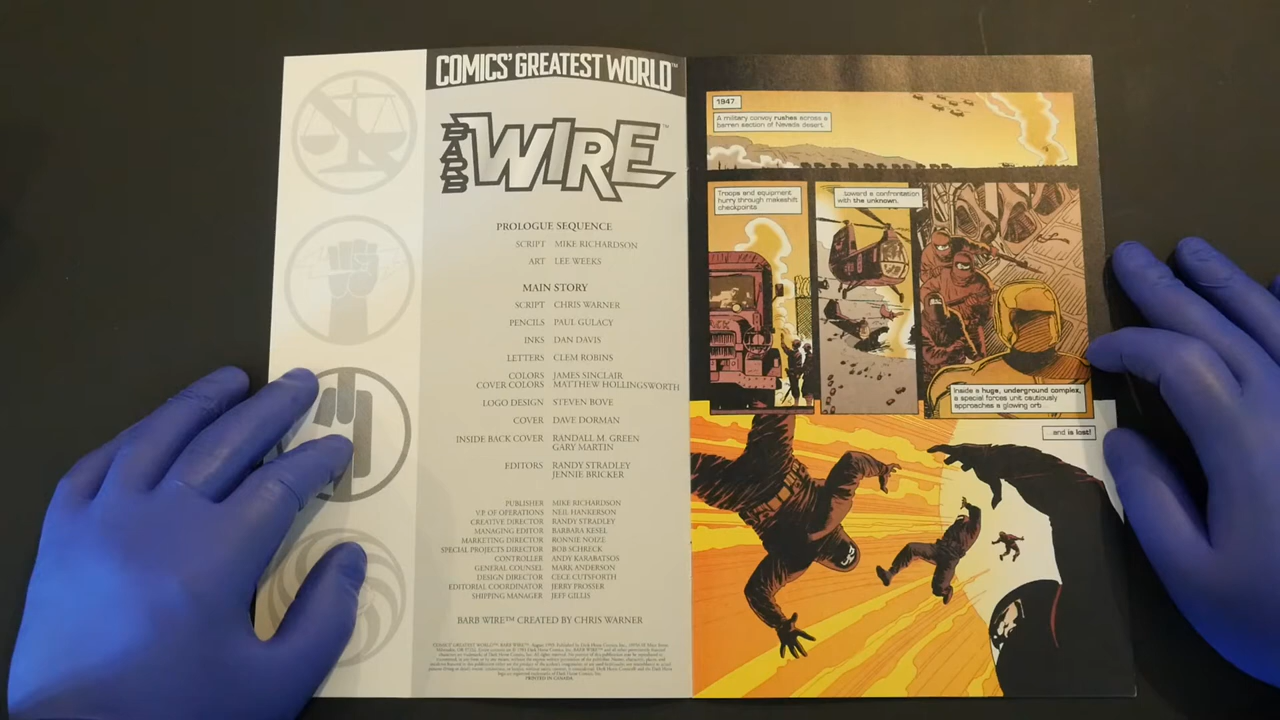 COMICS' GREATEST WORLD™
BARB WIRE™
PROLOGUE SEQUENCE
SCRIPT MIKE RICHARDSON
ART LEE WEEKS
MAIN STORY
SCRIPT CHRIS WARNER
PENCILS PAUL GULACY
INKS DAN DAVIS
LETTERS CLEM ROBINS
COLORS JAMES SINCLAIR
COVER COLORS MATTHEW HOLLINGSWORTH
LOGO DESIGN STEVEN BOVE
COVER DAVE DORMAN
INSIDE BACK COVER RANDALL M. GREEN
GARY MARTIN
EDITORS RANDY STRADLEY
JENNIE BRICKER
PUBLISHER MIKE RICHARDSON
V.P. OF OPERATIONS NEIL HANKERSON
CREATIVE DIRECTOR RANDY STRADLEY
MANAGING EDITOR BARBARA KESEL
MARKETING DIRECTOR RONNIE NOIZE
SPECIAL PROJECTS DIRECTOR BOB SCHRECK
CONTROLLER ANDY KARABATSOS
GENERAL COUNSEL MARK ANDERSON
DESIGN DIRECTOR CECE CUTSFORTH
EDITORIAL COORDINATOR JERRY PROSSER
SHIPPING MANAGER JEFF GILLIS
BARB WIRE™ CREATED BY CHRIS WARNER
PRINTED IN CANADA
1947.
A military convoy rushes across a
barren section of Nevada desert.
Troops and equipment
hurry through makeshift
checkpoints
...toward a confrontation
with the unknown.
Inside a huge, underground complex,
a special forces unit cautiously
approaches a glowing orb
...and is lost!